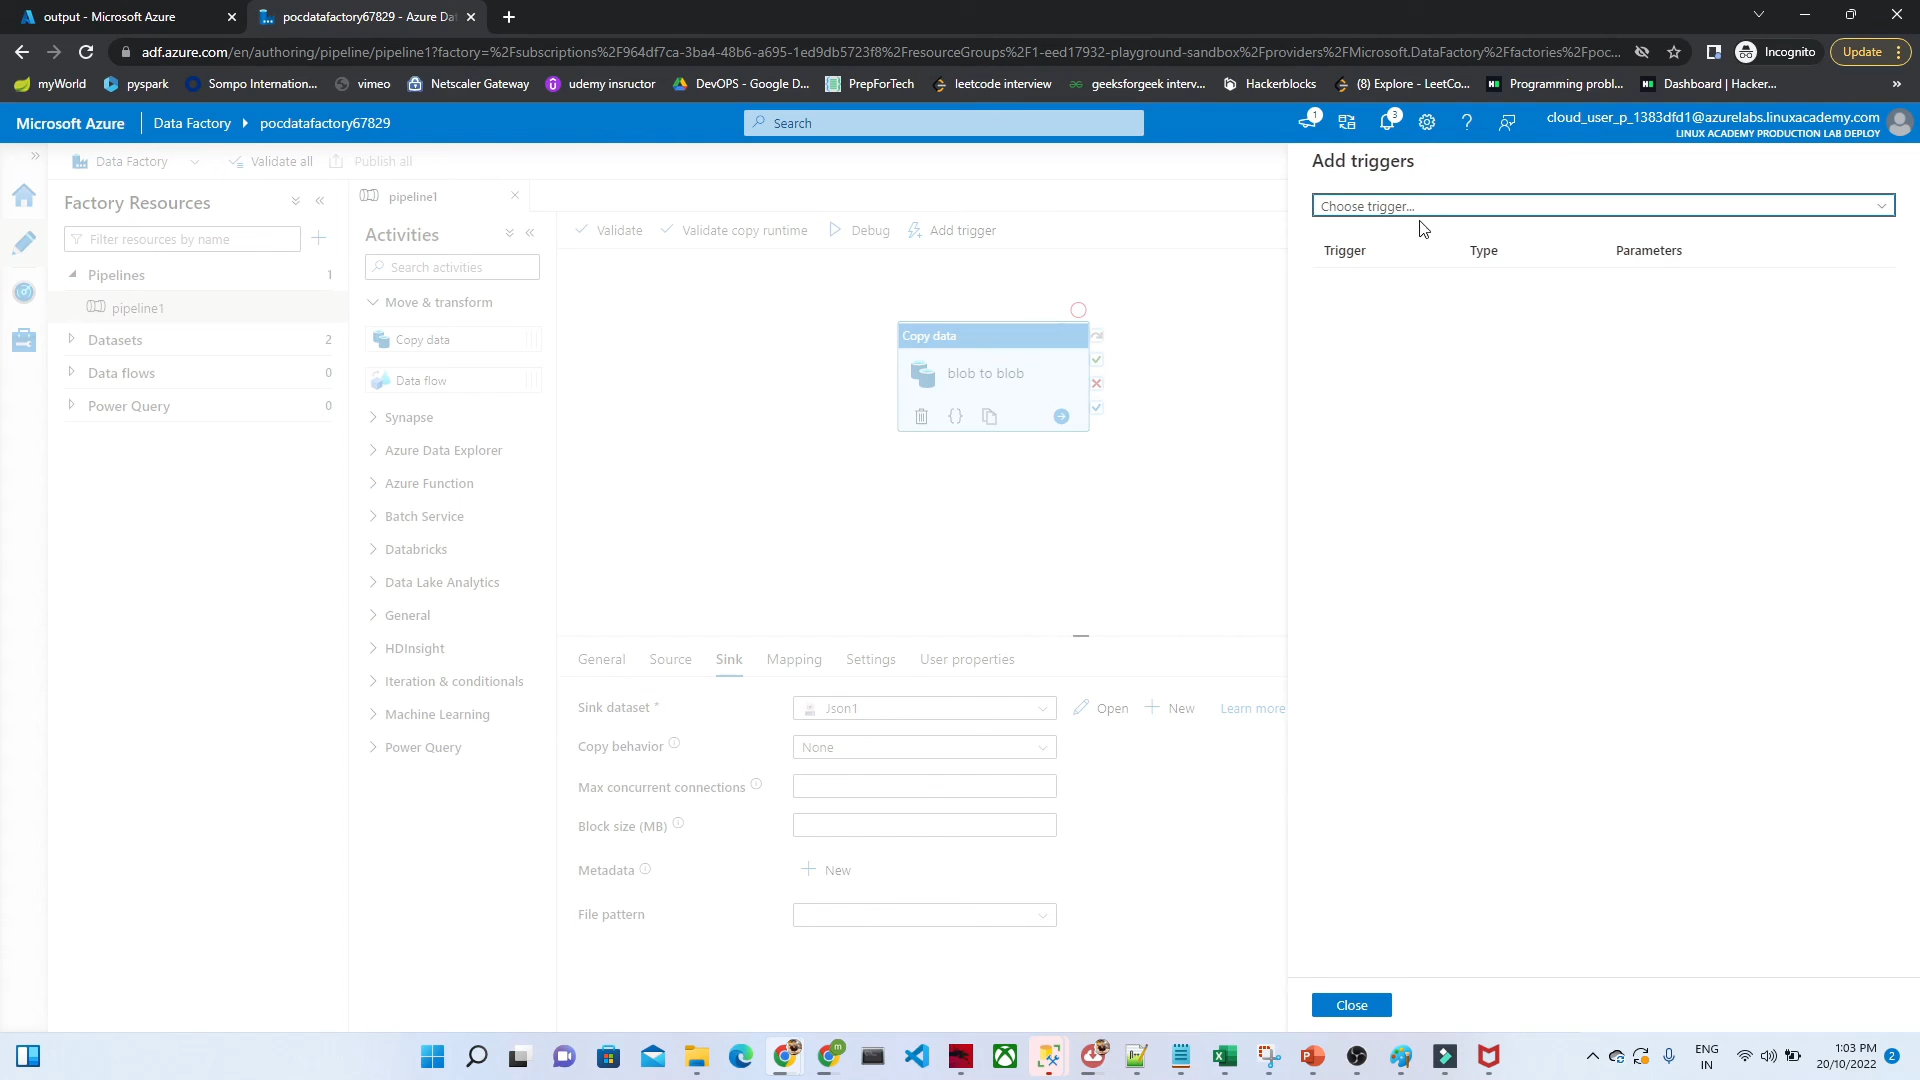 output - Microsoft Azure
pocdatafactory67829 - Azure Dat
adf.azure.com/en/authoring/pipeline/pipeline1?factory=%2Fsubscriptions%2F964df7ca-3ba4-48b6-a695-1ed9db5723f8%2FresourceGroups%2F1-eed17932-playground-sandbox%2Fproviders%2FMicrosoft.DataFactory%2Ffactories%2Fpoc...
Incognito
Update
myWorld
pyspark
Sompo Internation...
vimeo
Netscaler Gateway
udemy insructor
DevOPS - Google D...
PrepForTech
leetcode interview
geeksforgeek interv...
Hackerblocks
(8) Explore - LeetCo...
Programming probl...
Dashboard | Hacker...
»
Microsoft Azure
Data Factory
pocdatafactory67829
Search
1
3
cloud_user_p_1383dfd1@azurelabs.linuxacademy.com
LINUX ACADEMY PRODUCTION LAB DEPLOY
Data Factory
Validate all
Publish all
Factory Resources
Filter resources by name
Pipelines 1
pipeline1
Datasets 2
Data flows 0
Power Query 0
pipeline1
Activities
Search activities
Move & transform
Copy data
Data flow
Synapse
Azure Data Explorer
Azure Function
Batch Service
Databricks
Data Lake Analytics
General
HDInsight
Iteration & conditionals
Machine Learning
Power Query
Validate
Validate copy runtime
Debug
Add trigger
Copy data
blob to blob
General
Source
Sink
Mapping
Settings
User properties
Sink dataset *
Json1
Open
New
Learn more
Copy behavior
None
Max concurrent connections
Block size (MB)
Metadata
New
File pattern
Add triggers
Choose trigger...
Trigger
Type
Parameters
Close
ENG
IN
1:03 PM
20/10/2022
2